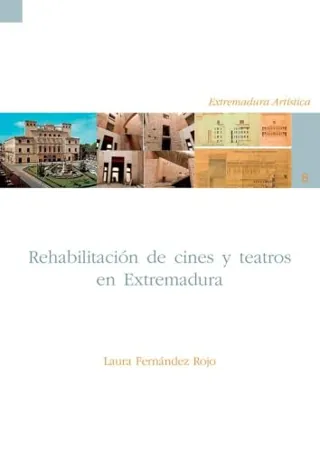 Extremadura Artística
6
Rehabilitación de cines y teatros
en Extremadura
Laura Fernández Rojo